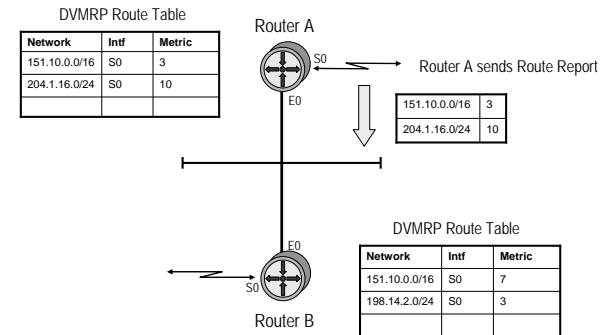 DVMRP Route Table
Network Intf Metric
151.10.0.0/16 S0 3
204.1.16.0/24 S0 10
Router A
S0
E0
Router A sends Route Report
151.10.0.0/16 3
204.1.16.0/24 10
E0
S0
Router B
DVMRP Route Table
Network Intf Metric
151.10.0.0/16 S0 7
198.14.2.0/24 S0 3